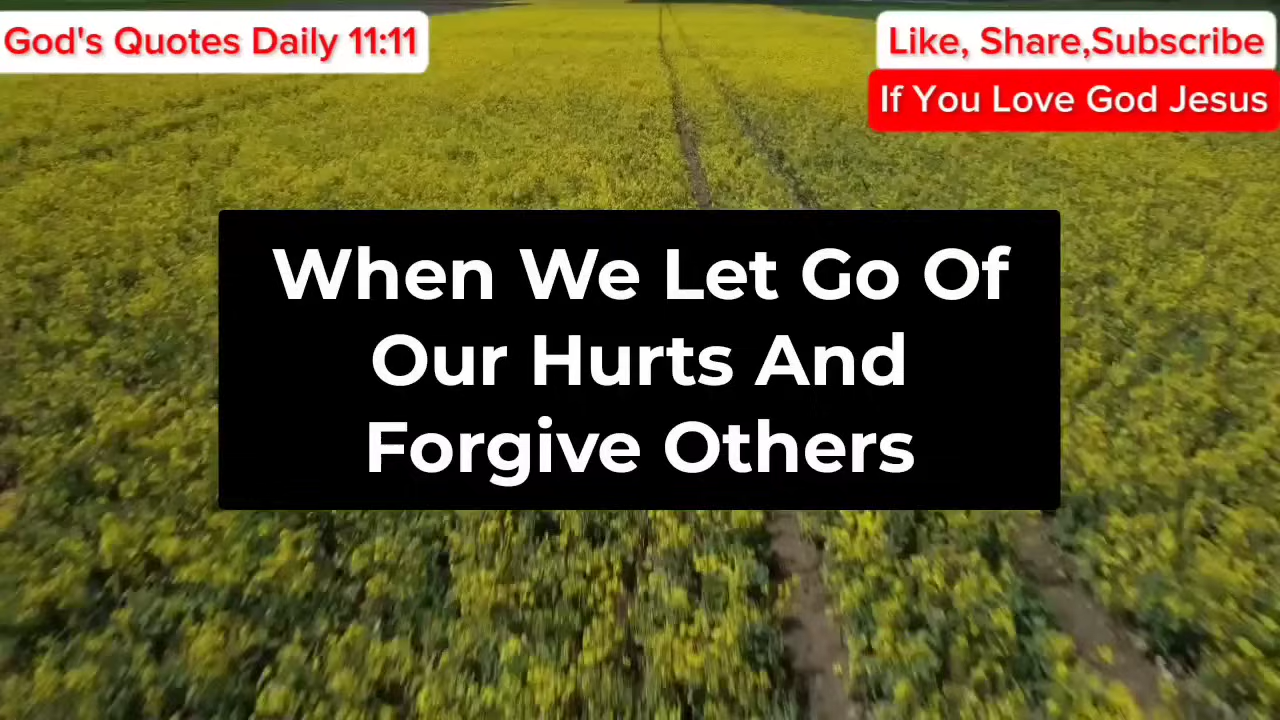 God's Quotes Daily 11:11
Like, Share,Subscribe
If You Love God Jesus
When We Let Go Of
Our Hurts And
Forgive Others